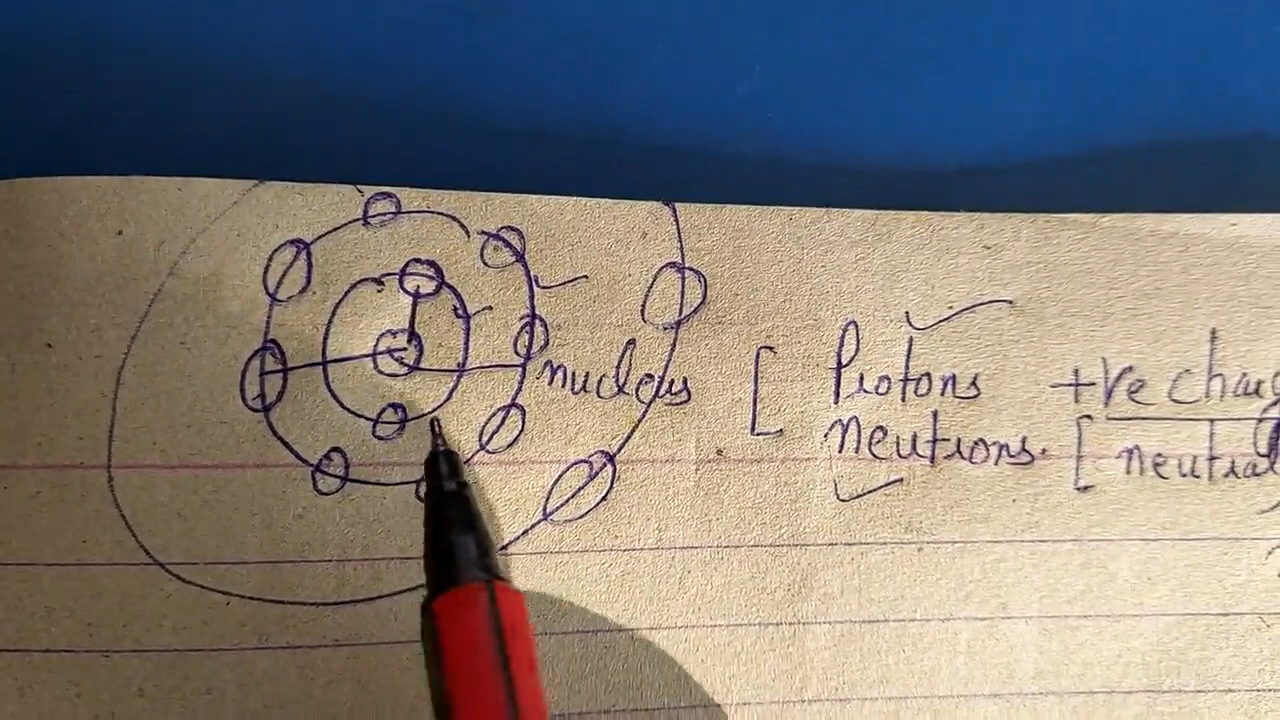 nucleus [ Protons +ve charg
neutrons. [ neutral